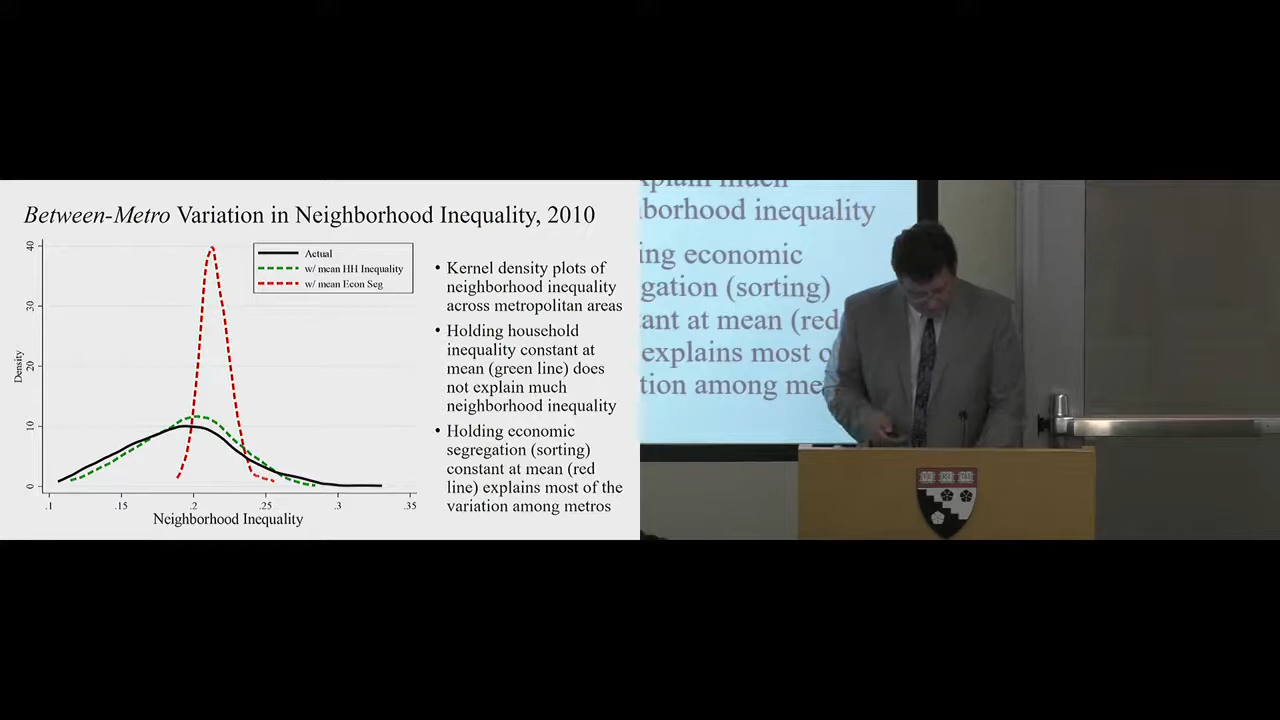 Between-Metro Variation in Neighborhood Inequality, 2010
40
30
20
10
0
Density
Actual
w/ mean HH Inequality
w/ mean Econ Seg
.1
.15
.2
.25
.3
.35
Neighborhood Inequality
• Kernel density plots of
neighborhood inequality
across metropolitan areas
• Holding household
inequality constant at
mean (green line) does
not explain much
neighborhood inequality
• Holding economic
segregation (sorting)
constant at mean (red
line) explains most of the
variation among metros
xplain much
borhood inequality
ing economic
gation (sorting)
ant at mean (red
explains most o
tion among me